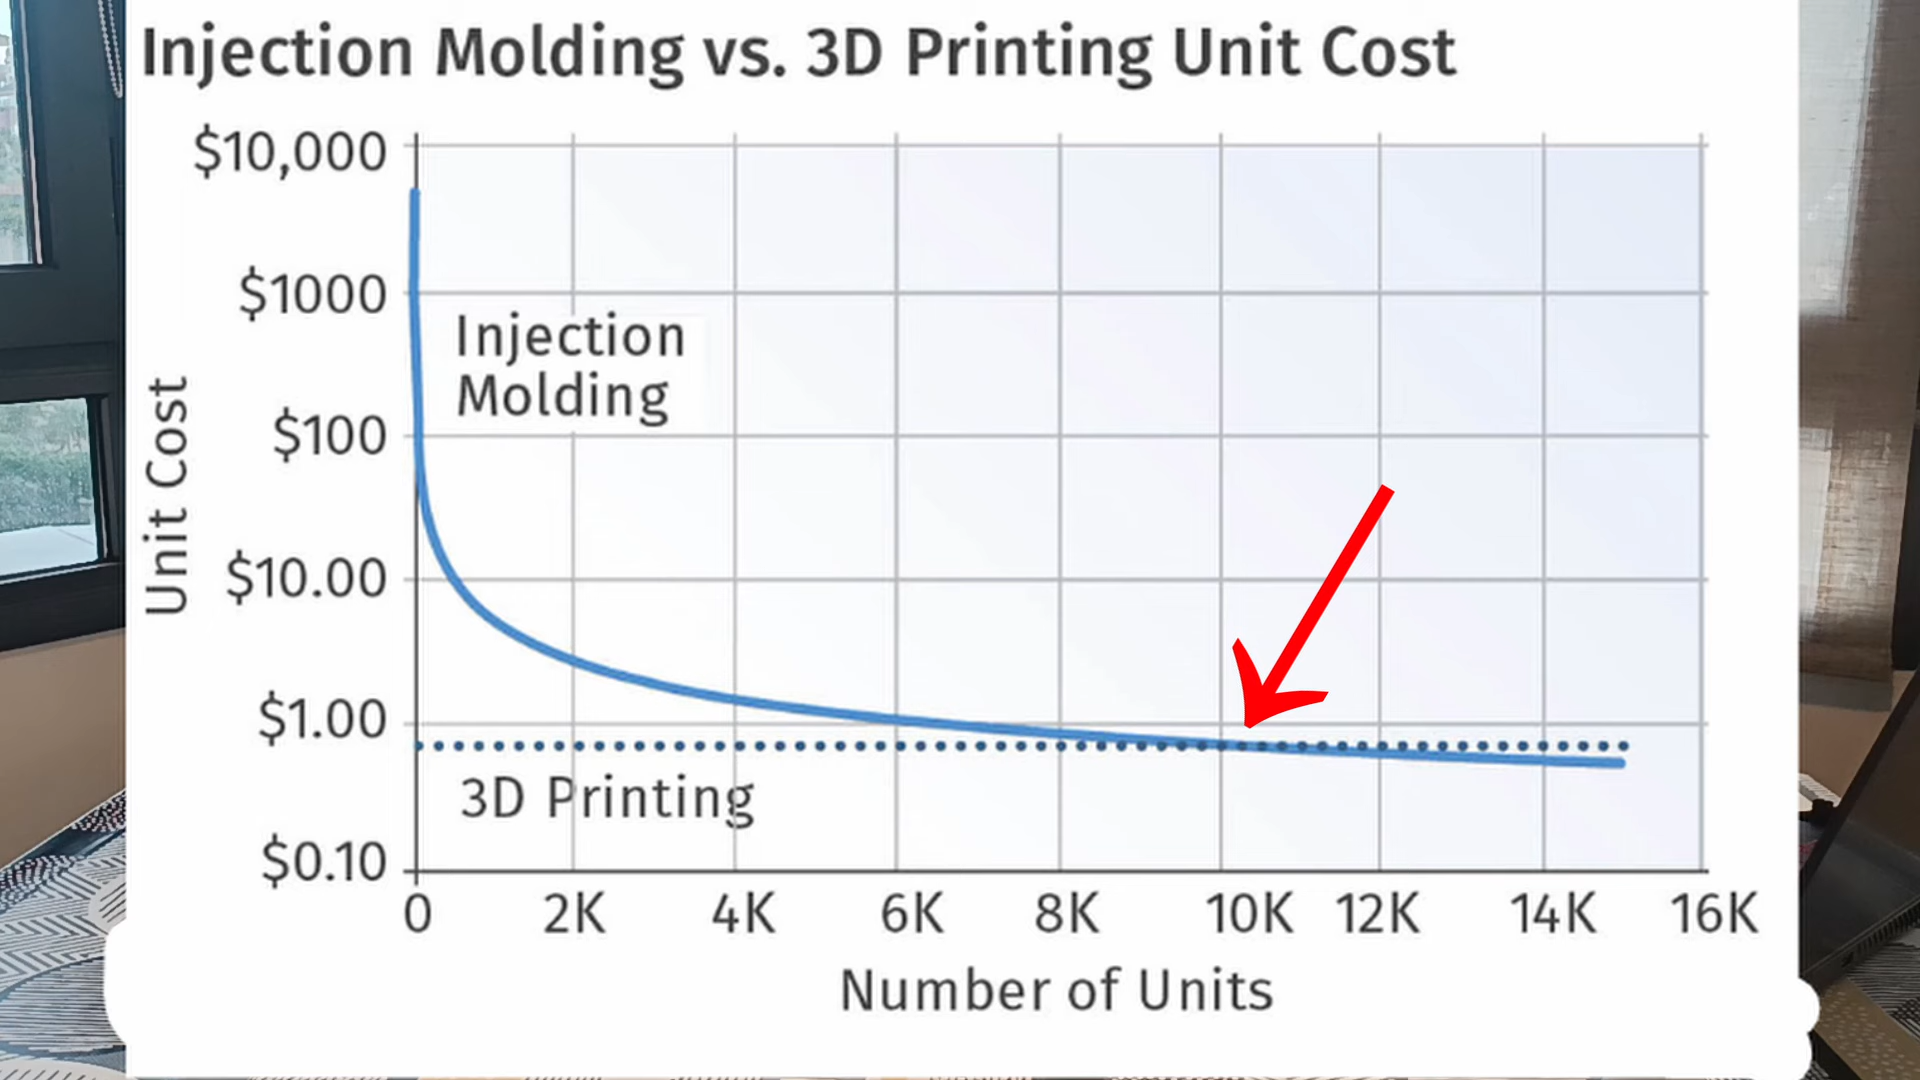 Injection Molding vs. 3D Printing Unit Cost
$10,000
$1000
$100
$10.00
$1.00
$0.10
Unit Cost
Injection
Molding
3D Printing
0 2K 4K 6K 8K 10K 12K 14K 16K
Number of Units